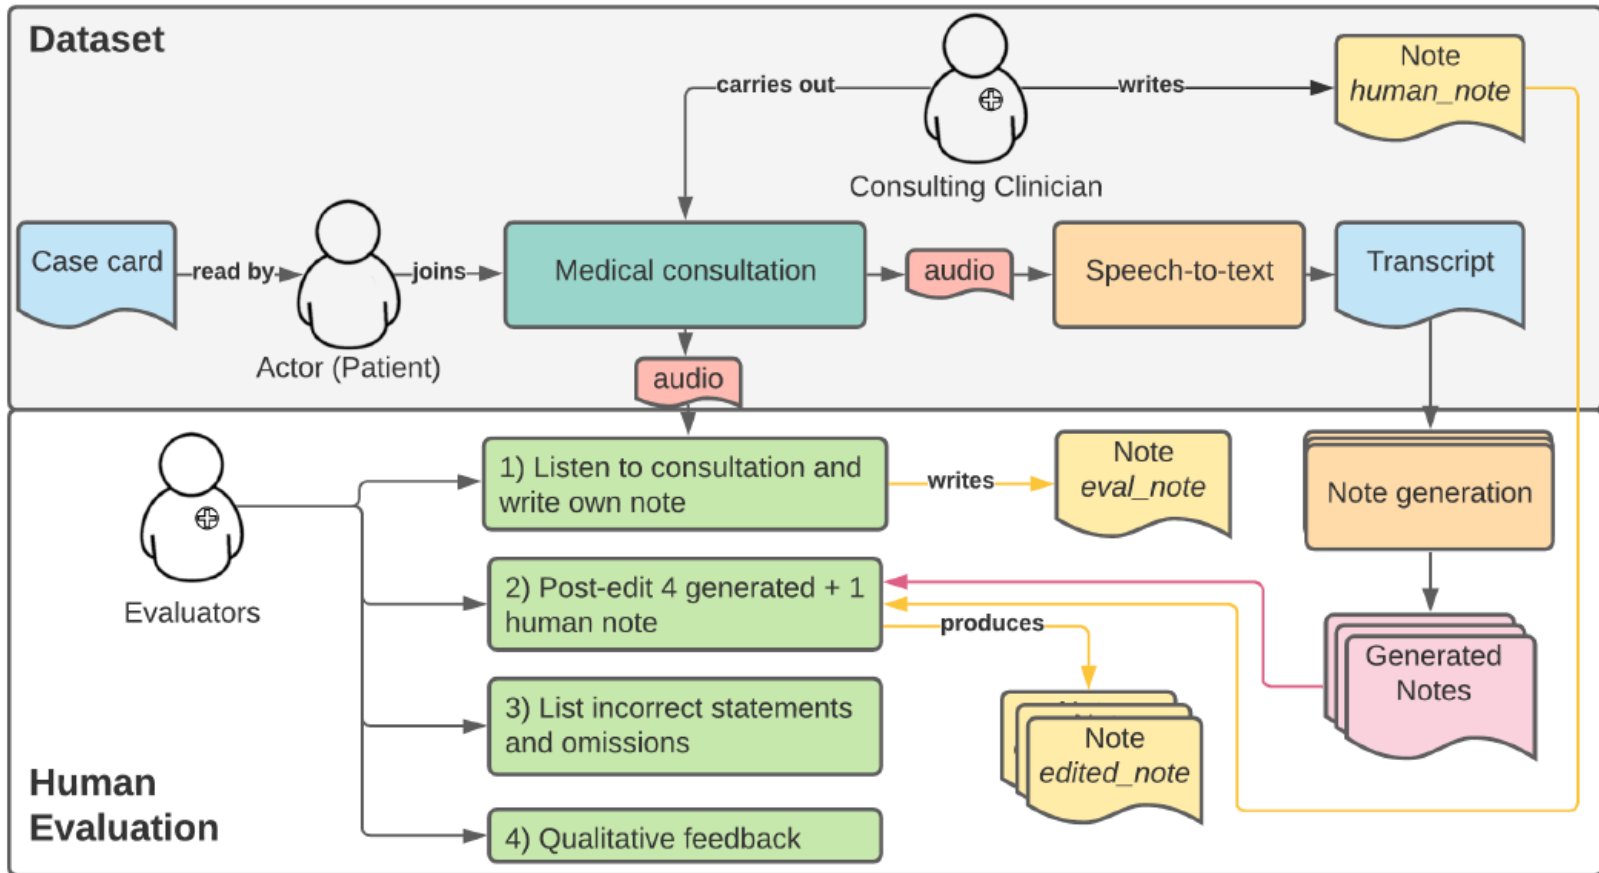 Dataset
carries out
writes
Note
human_note
Consulting Clinician
Case card
read by
joins
Medical consultation
audio
Speech-to-text
Transcript
Actor (Patient)
audio
1) Listen to consultation and
write own note
writes
Note
eval_note
Note generation
Evaluators
2) Post-edit 4 generated + 1
human note
produces
Generated
Notes
3) List incorrect statements
and omissions
Note
edited_note
Human
Evaluation
4) Qualitative feedback